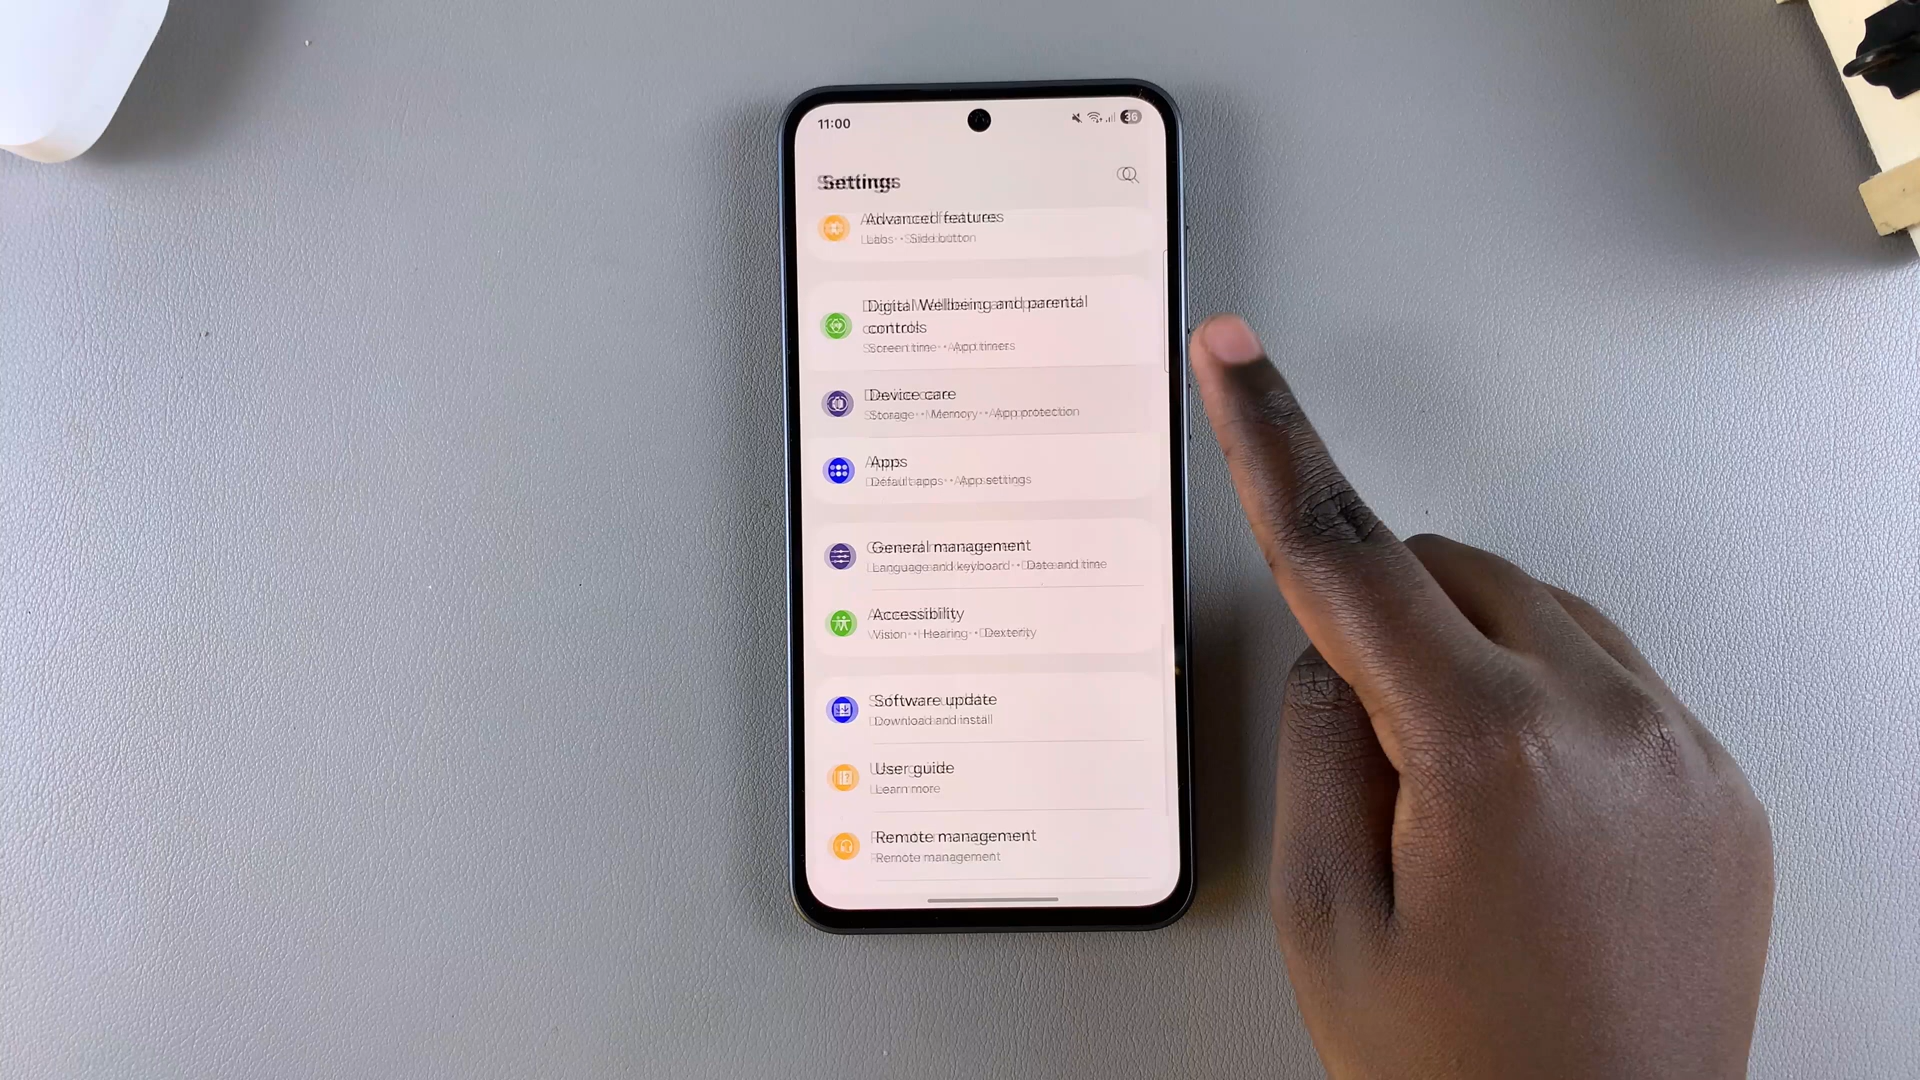 11:00
36
Settings
Advanced features
Labs • Side button
Digital Wellbeing and parental
controls
Screen time • App timers
Device care
Storage • Memory • App protection
Apps
Default apps • App settings
General management
Language and keyboard • Date and time
Accessibility
Vision • Hearing • Dexterity
Software update
Download and install
User guide
Learn more
Remote management
Remote management